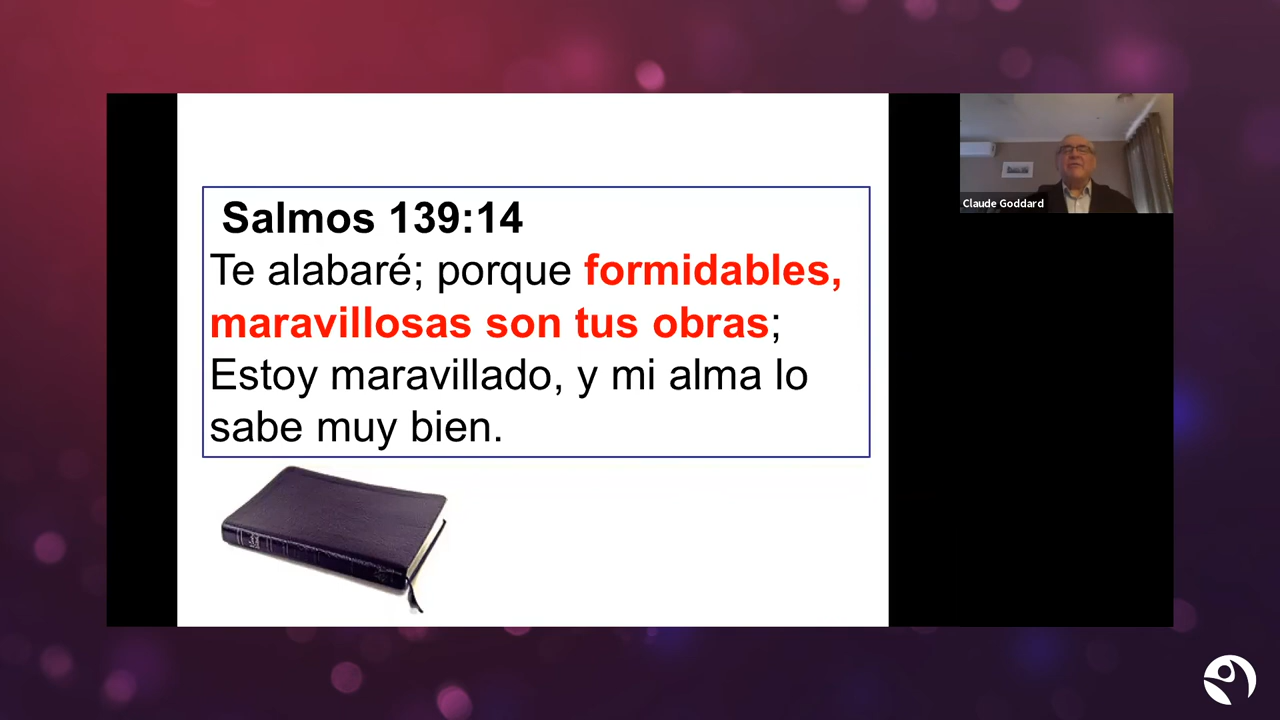 Salmos 139:14
Te alabaré; porque formidables,
maravillosas son tus obras;
Estoy maravillado, y mi alma lo
sabe muy bien.
Claude Goddard